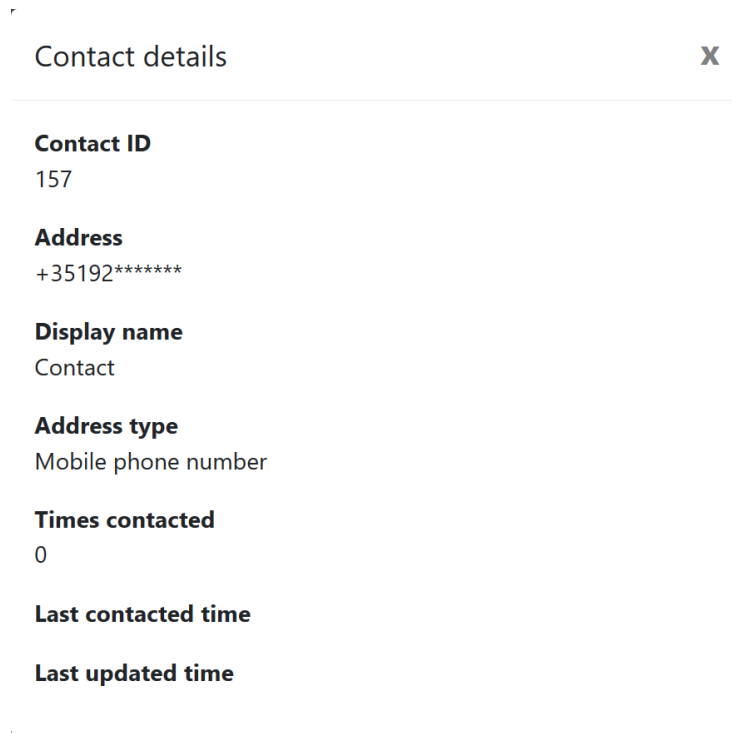 Contact details
X
Contact ID
157
Address
+35192*******
Display name
Contact
Address type
Mobile phone number
Times contacted
0
Last contacted time
Last updated time